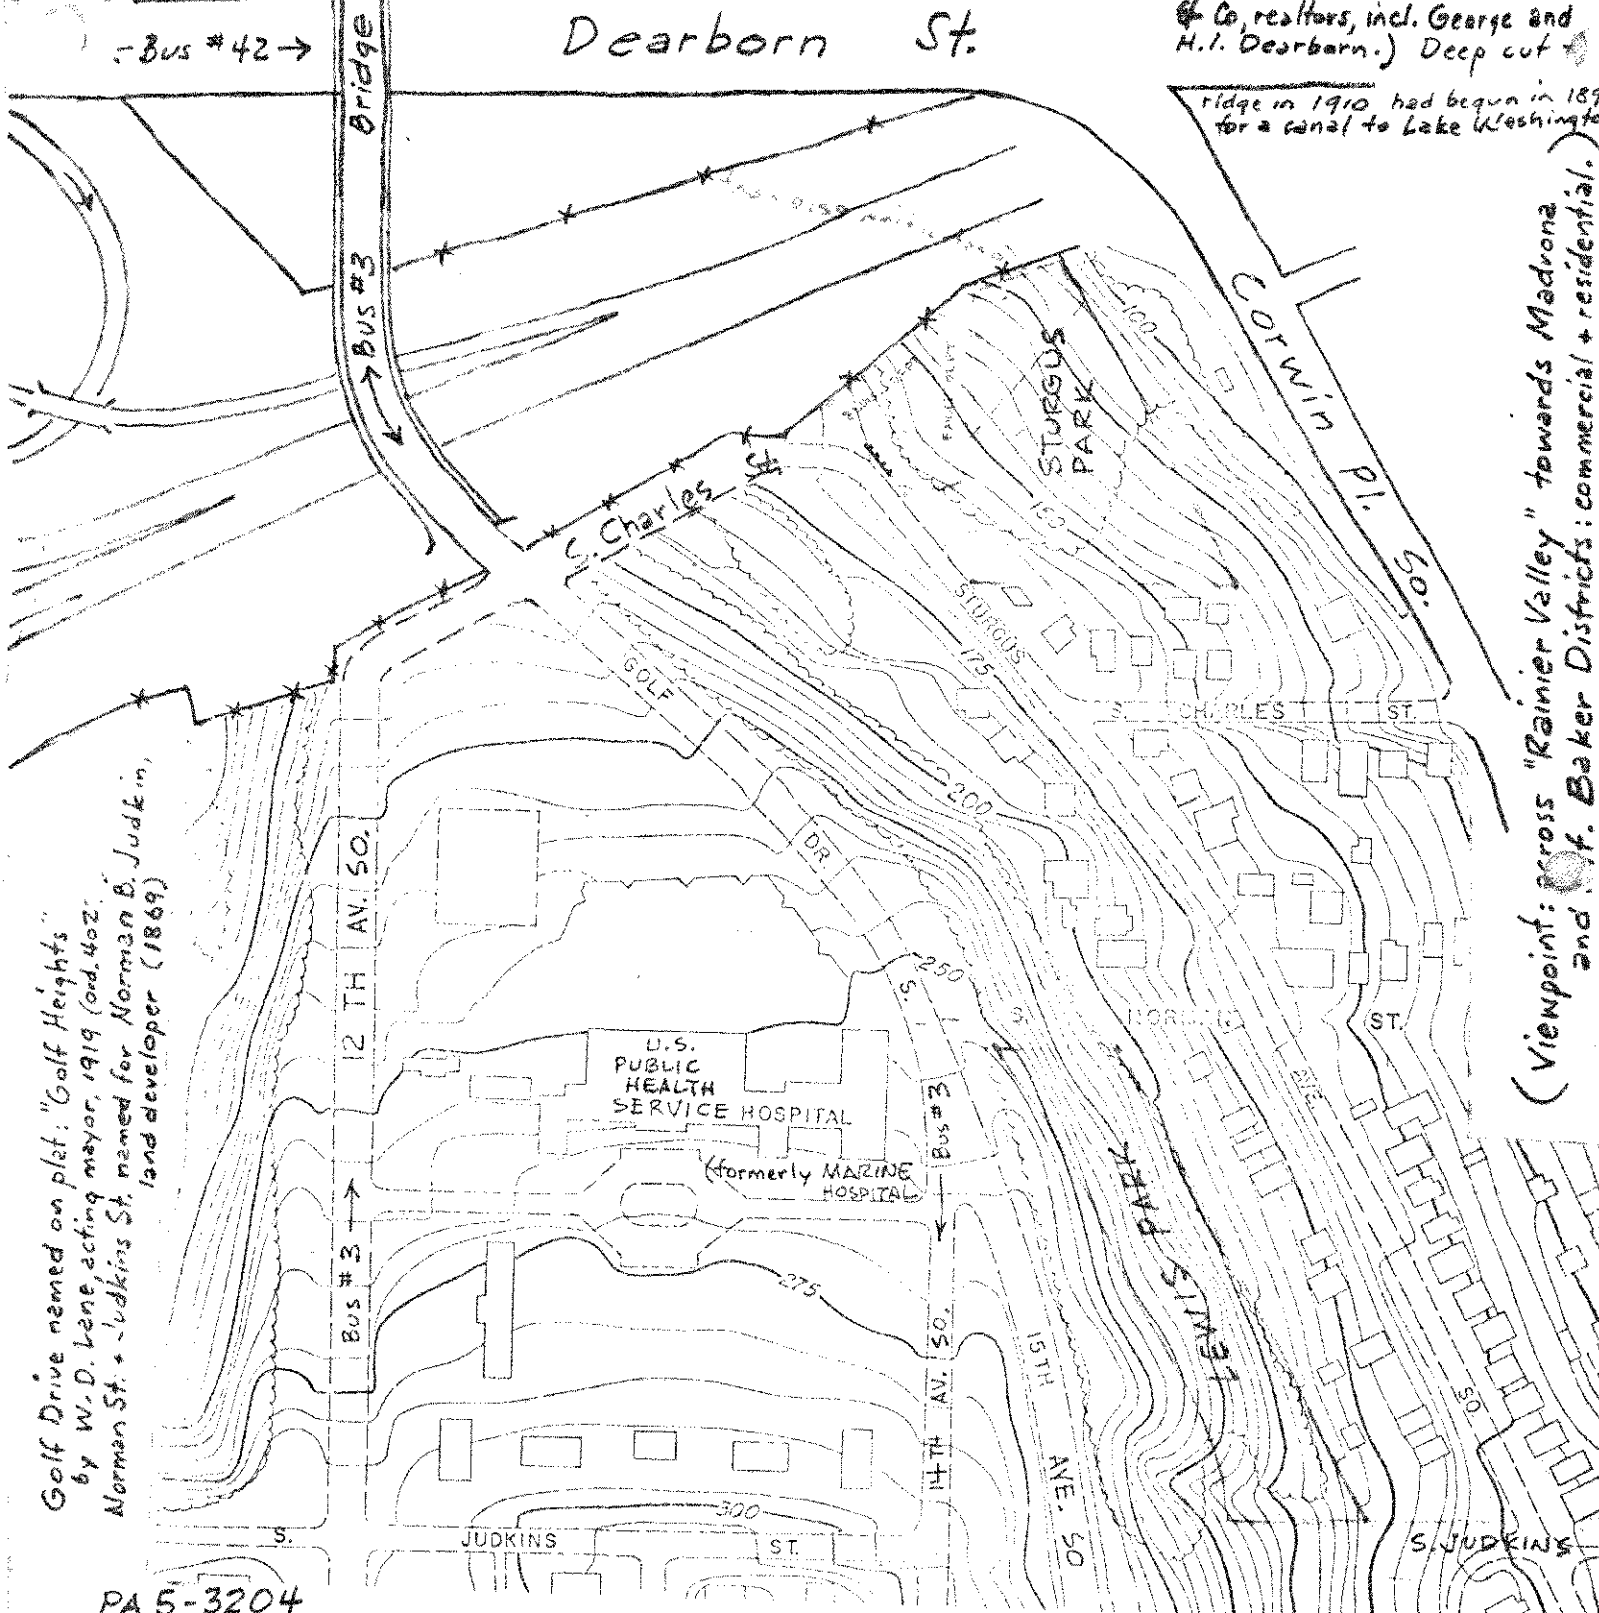 & Co, realtors, incl. George and
H.I. Dearborn.) Deep cut
ridge in 1910 had begun in 189
for a canal to Lake Washingto
- Bus #42 →
Dearborn St.
Bridge
Bus #3
Corwin Pl. So.
STURGUS
PARK
100
150
S. Charles St.
STURGUS
175
GOLF
DR
S.
S. CHARLES ST.
200
250
12 TH AV. SO.
S. NORMAN ST.
U.S.
PUBLIC
HEALTH
SERVICE HOSPITAL
(formerly MARINE
HOSPITAL)
Bus #3 →
Bus #3 →
275
14TH AV. SO.
15TH AVE. SO
LEWIS PARK
AVE.
SO.
300
S. JUDKINS ST.
S. JUDKINS
(Viewpoint: across "Rainier Valley" towards Madrona
and Mt. Baker Districts: commercial + residential.)
Golf Drive named on plat: "Golf Heights"
by W.D. Lane, acting mayor, 1919 (ord. 402
Norman St. + Judkins St. named for Norman B. Judkin,
land developer (1869)
PA 5-3204